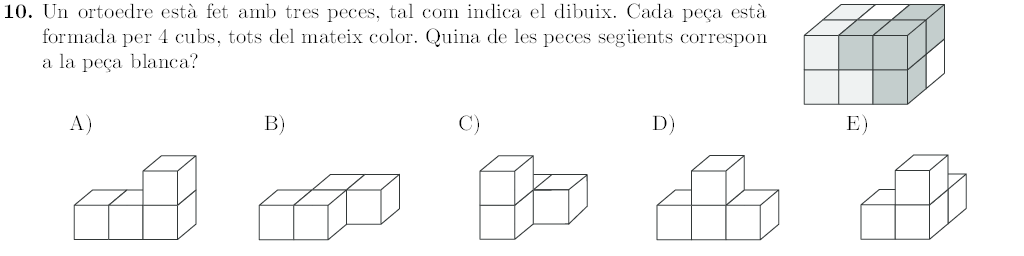 10. Un ortoedre està fet amb tres peces, tal com indica el dibuix. Cada peça està
formada per 4 cubs, tots del mateix color. Quina de les peces següents correspon
a la peça blanca?
A) B) C) D) E)